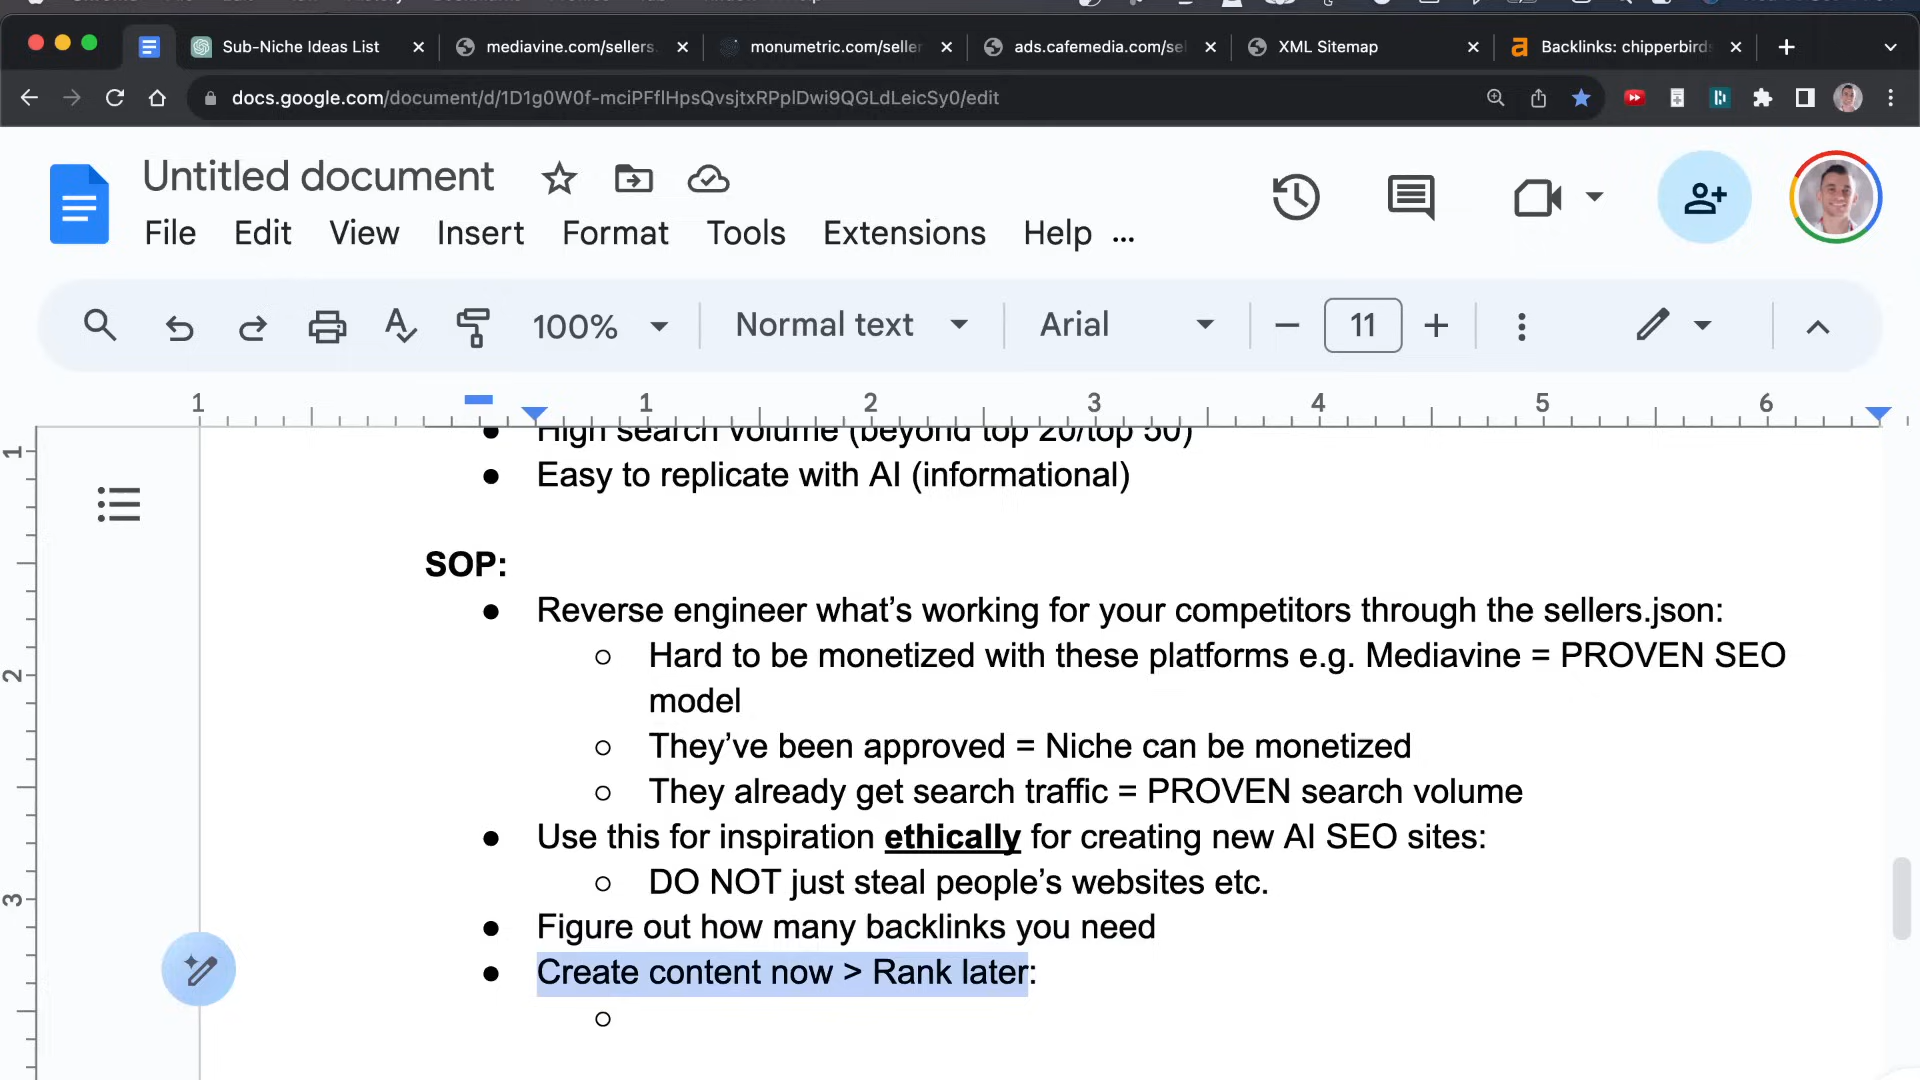 Sub-Niche Ideas List
mediavine.com/sellers.
monumetric.com/seller
ads.cafemedia.com/sel
XML Sitemap
Backlinks: chipperbirds
docs.google.com/document/d/1D1g0W0f-mciPFflHpsQvsjtxRPplDwi9QGLdLeicSy0/edit
Untitled document
File Edit View Insert Format Tools Extensions Help ...
100% Normal text Arial 11
1 1 2 3 4 5 6
High search volume (beyond top 20/top 50)
1
Easy to replicate with AI (informational)
SOP:
Reverse engineer what’s working for your competitors through the sellers.json:
Hard to be monetized with these platforms e.g. Mediavine = PROVEN SEO
2
model
They’ve been approved = Niche can be monetized
They already get search traffic = PROVEN search volume
Use this for inspiration ethically for creating new AI SEO sites:
DO NOT just steal people’s websites etc.
3
Figure out how many backlinks you need
Create content now > Rank later: